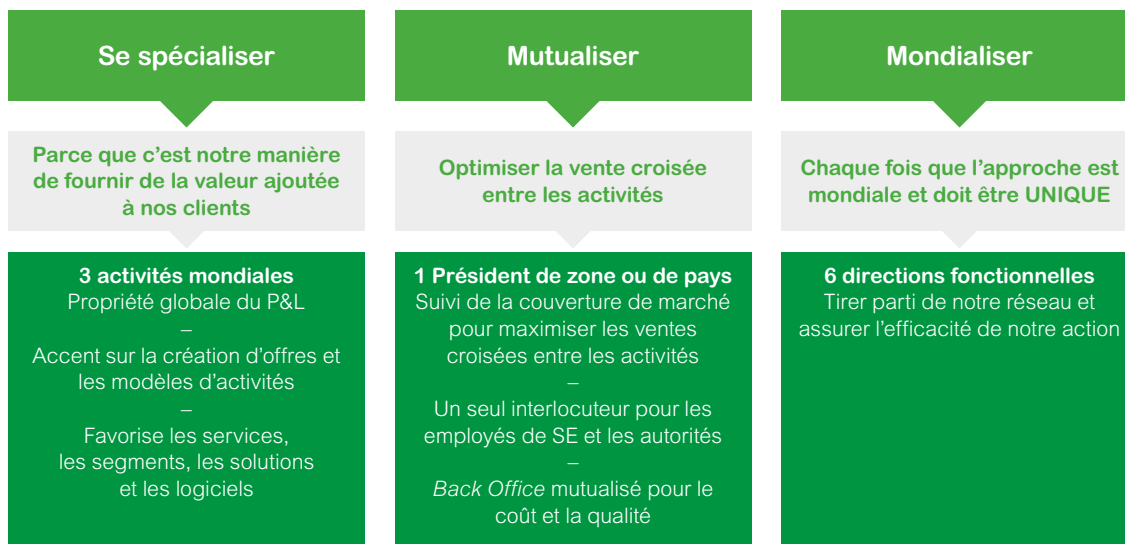 Se spécialiser
Parce que c’est notre manière
de fournir de la valeur ajoutée
à nos clients
3 activités mondiales
Propriété globale du P&L
–
Accent sur la création d’offres et
les modèles d’activités
–
Favorise les services,
les segments, les solutions
et les logiciels
Mutualiser
Optimiser la vente croisée
entre les activités
1 Président de zone ou de pays
Suivi de la couverture de marché
pour maximiser les ventes
croisées entre les activités
–
Un seul interlocuteur pour les
employés de SE et les autorités
–
Back Office mutualisé pour le
coût et la qualité
Mondialiser
Chaque fois que l’approche est
mondiale et doit être UNIQUE
6 directions fonctionnelles
Tirer parti de notre réseau et
assurer l’efficacité de notre action